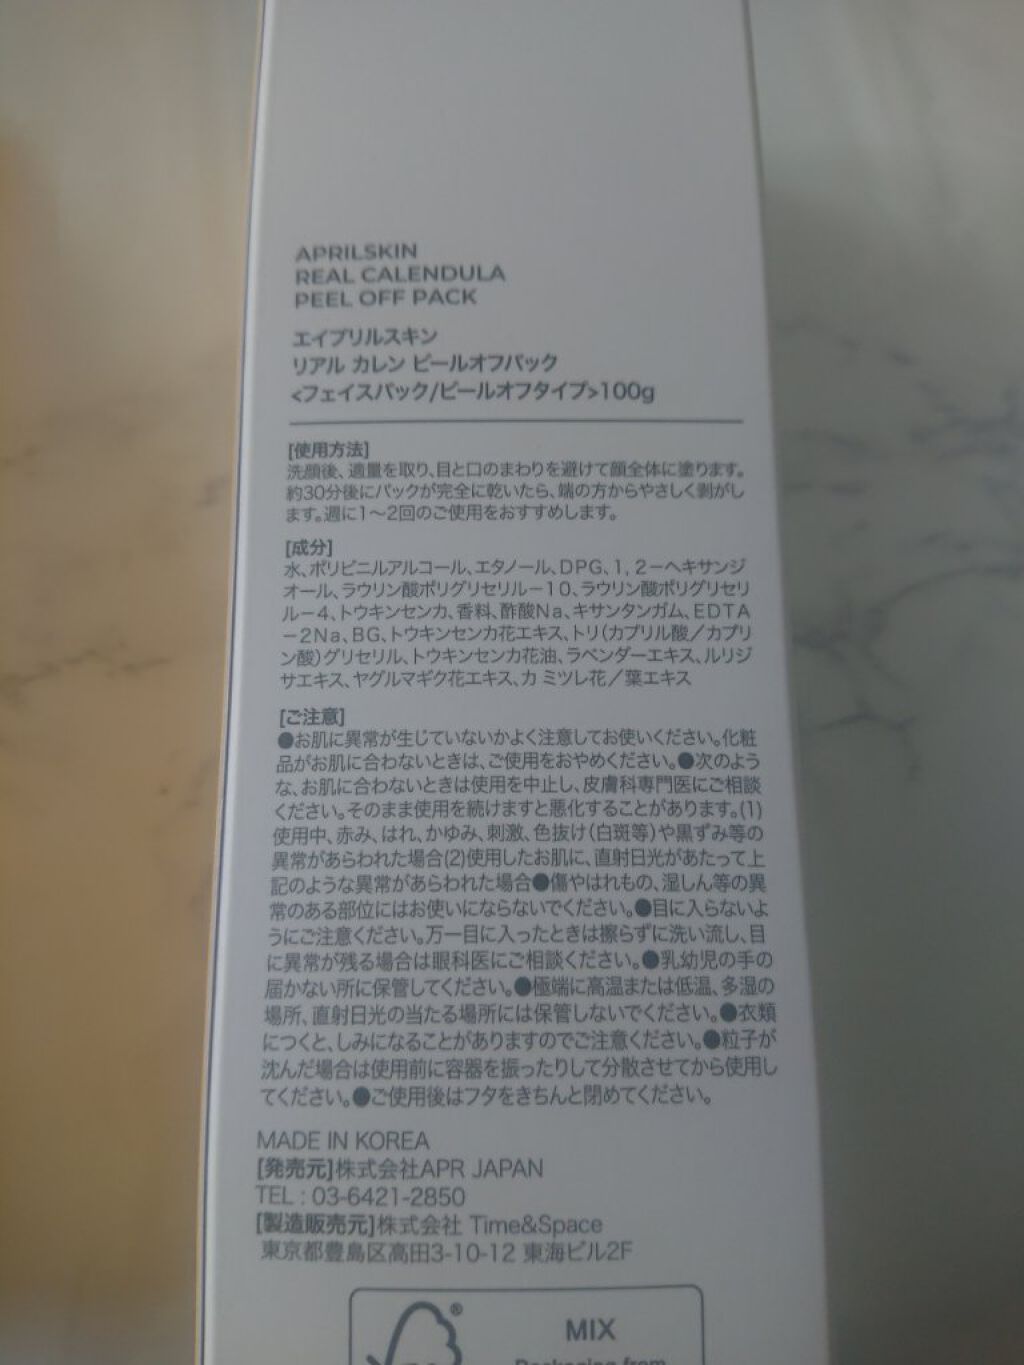 APRILSKIN
REAL CALENDULA
PEEL OFF PACK
エイプリルスキン
リアル カレン ピールオフパック
<フェイスパック/ピールオフタイプ>100g
[使用方法]
洗顔後、適量を取り、目と口のまわりを避けて顔全体に塗ります。
約30分後にパックが完全に乾いたら、端の方からやさしく剥がし
ます。週に1〜2回のご使用をおすすめします。
[成分]
水、ポリビニルアルコール、エタノール、DPG、1,2－ヘキサンジ
オール、ラウリン酸ポリグリセリル－10、ラウリン酸ポリグリセリ
ル－4、トウキンセンカ、香料、酢酸Na、キサンタンガム、EDTA
－2Na、BG、トウキンセンカ花エキス、トリ(カプリル酸／カプリ
ン酸)グリセリル、トウキンセンカ花油、ラベンダーエキス、ルリジ
サエキス、ヤグルマギク花エキス、カミツレ花／葉エキス
[ご注意]
●お肌に異常が生じていないかよく注意してお使いください。化粧
品がお肌に合わないときは、ご使用をおやめください。●次のよう
な、お肌に合わないときは使用を中止し、皮膚科専門医にご相談
ください。そのまま使用を続けますと悪化することがあります。(1)
使用中、赤み、はれ、かゆみ、刺激、色抜け(白斑等)や黒ずみ等の
異常があらわれた場合(2)使用したお肌に、直射日光があたって上
記のような異常があらわれた場合●傷やはれもの、湿しん等の異
常のある部位にはお使いにならないでください。●目に入らないよ
うにご注意ください。万一目に入ったときは擦らずに洗い流し、目
に異常が残る場合は眼科医にご相談ください。●乳幼児の手の
届かない所に保管してください。●極端に高温または低温、多湿の
場所、直射日光の当たる場所には保管しないでください。●衣類
につくと、しみになることがありますのでご注意ください。●粒子が
沈んだ場合は使用前に容器を振ったりして分散させてから使用し
てください。●ご使用後はフタをきちんと閉めてください。
MADE IN KOREA
[発売元]株式会社APR JAPAN
TEL : 03-6421-2850
[製造販売元]株式会社 Time&Space
東京都豊島区高田3-10-12 東海ビル2F
®
MIX